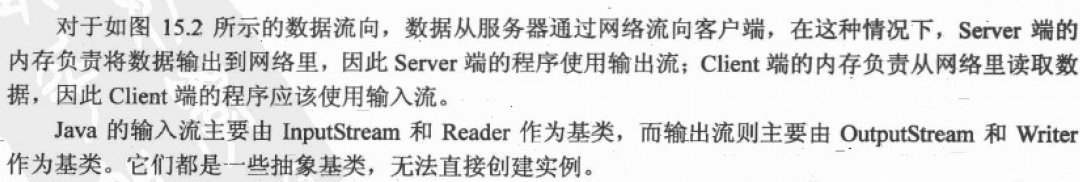 对于如图 15.2 所示的数据流向，数据从服务器通过网络流向客户端，在这种情况下，Server 端的
内存负责将数据输出到网络里，因此 Server 端的程序使用输出流；Client 端的内存负责从网络里读取数
据，因此 Client 端的程序应该使用输入流。
Java 的输入流主要由 InputStream 和 Reader 作为基类，而输出流则主要由 OutputStream 和 Writer
作为基类。它们都是一些抽象基类，无法直接创建实例。